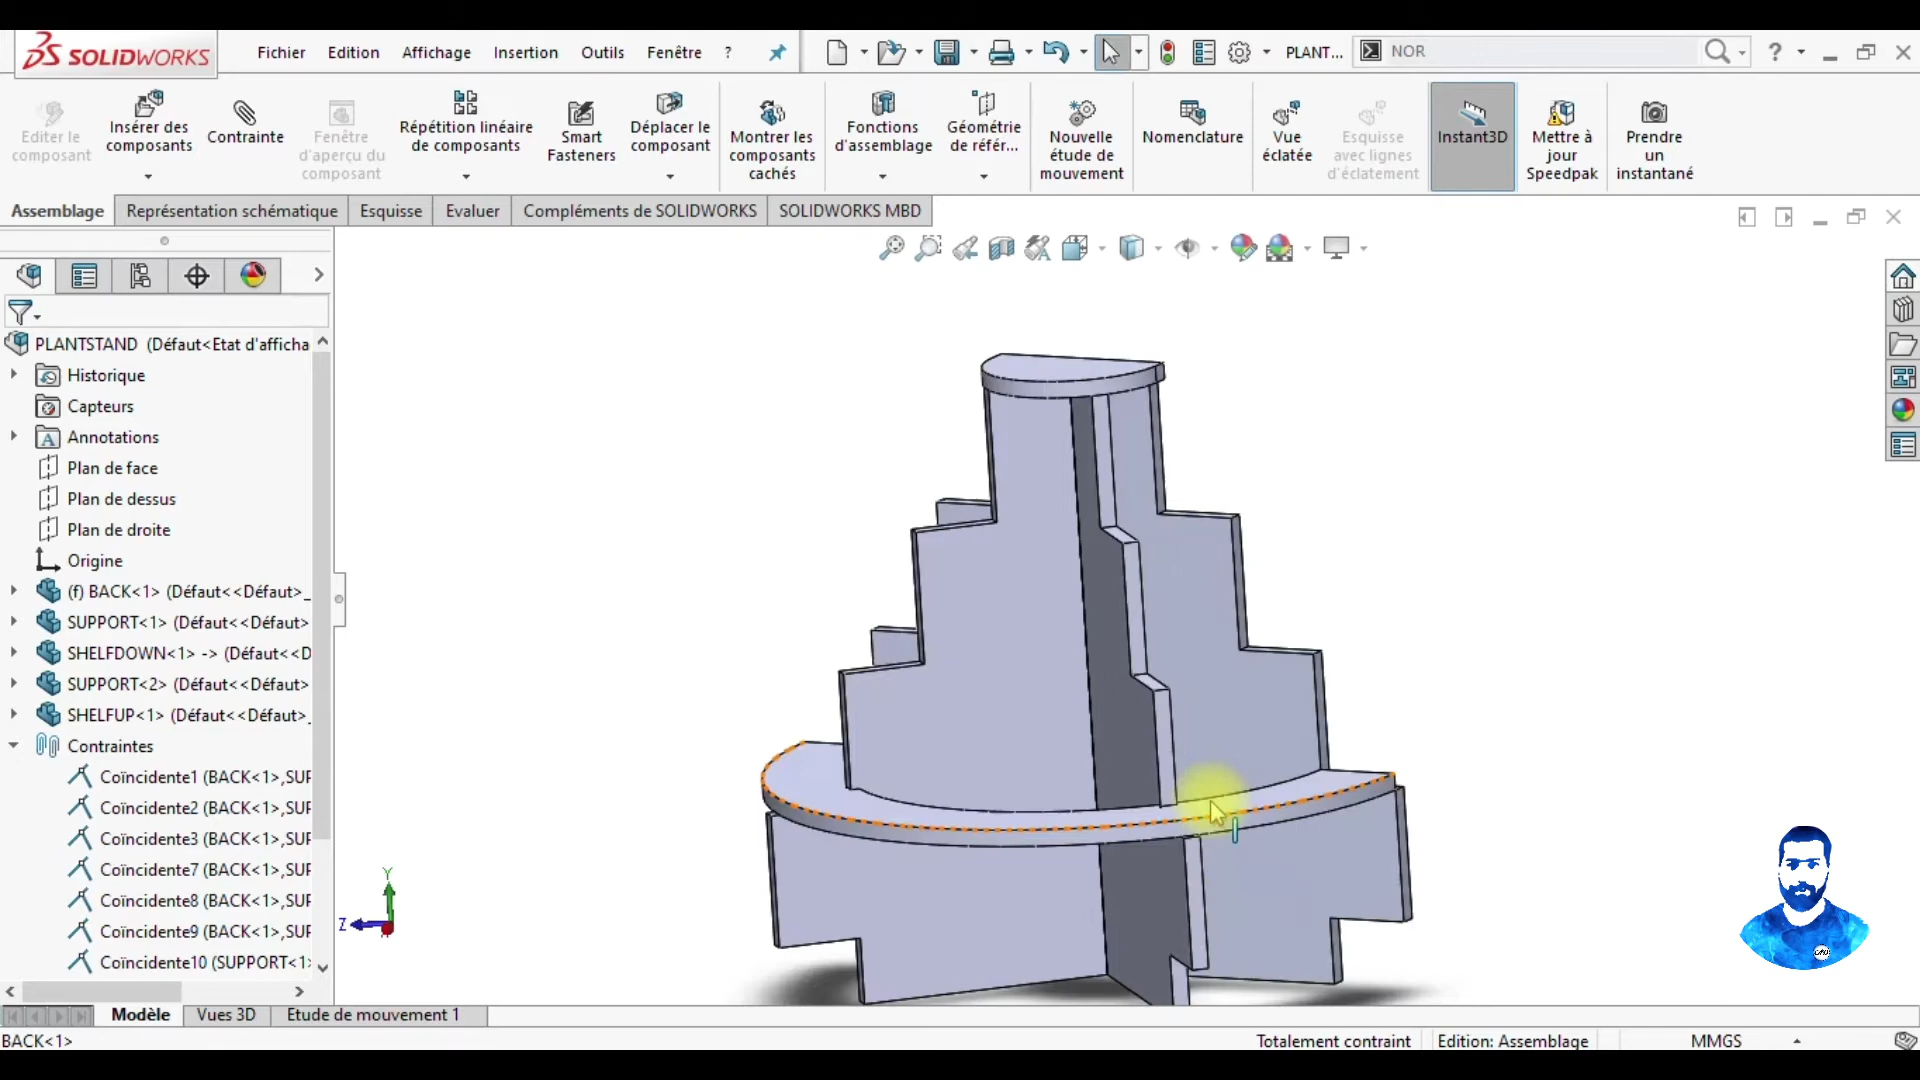 SOLIDWORKS
Fichier Edition Affichage Insertion Outils Fenêtre ? PLANT... NOR ?
Editer le composant
Insérer des composants
Contrainte
Fenêtre d'aperçu du composant
Répétition linéaire de composants
Smart Fasteners
Déplacer le composant
Montrer les composants cachés
Fonctions d'assemblage
Géométrie de référ...
Nouvelle étude de mouvement
Nomenclature
Vue éclatée
Esquisse avec lignes d'éclatement
Instant3D
Mettre à jour Speedpak
Prendre un instantané
Assemblage Représentation schématique Esquisse Evaluer Compléments de SOLIDWORKS SOLIDWORKS MBD
PLANTSTAND (Défaut<Etat d'afficha
Historique
Capteurs
Annotations
Plan de face
Plan de dessus
Plan de droite
Origine
(f) BACK<1> (Défaut<<Défaut>_
SUPPORT<1> (Défaut<<Défaut>
SHELFDOWN<1> -> (Défaut<<D
SUPPORT<2> (Défaut<<Défaut>
SHELFUP<1> (Défaut<<Défaut>_
Contraintes
Coïncidente1 (BACK<1>,SUP
Coïncidente2 (BACK<1>,SUP
Coïncidente3 (BACK<1>,SUP
Coïncidente7 (BACK<1>,SUP
Coïncidente8 (BACK<1>,SUP
Coïncidente9 (BACK<1>,SUP
Coïncidente10 (SUPPORT<1>
Y
Z
Modèle Vues 3D Etude de mouvement 1
BACK<1> Totalement contraint Edition: Assemblage MMGS